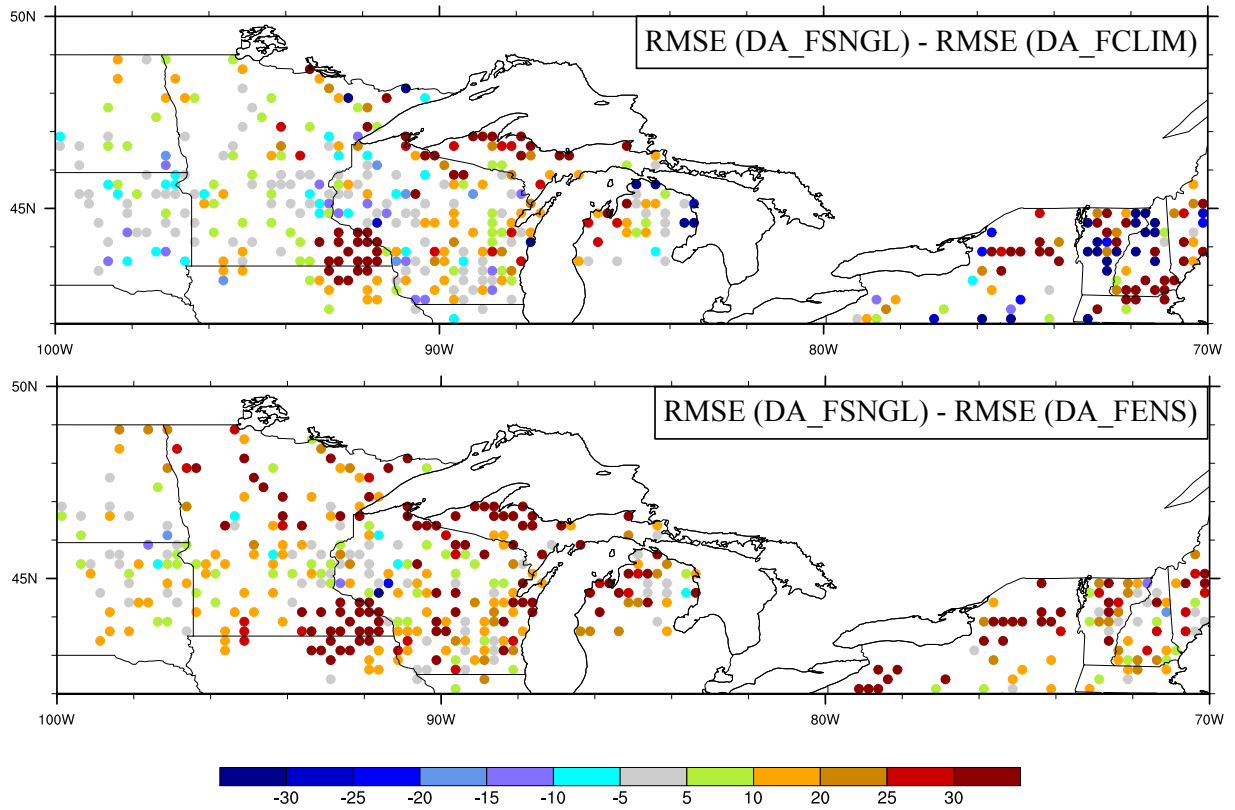 50N
RMSE (DA_FSNGL) - RMSE (DA_FCLIM)
45N
100W 90W 80W 70W
50N
RMSE (DA_FSNGL) - RMSE (DA_FENS)
45N
100W 90W 80W 70W
-30 -25 -20 -15 -10 -5 5 10 20 25 30